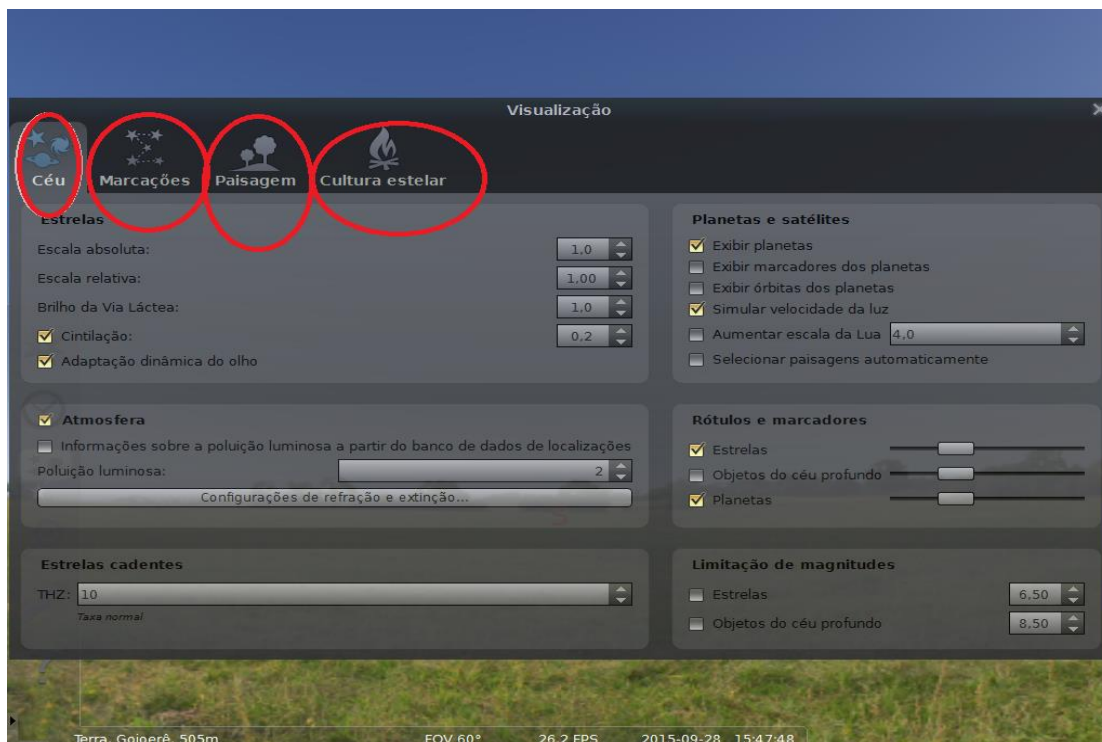 Visualização
Céu
Marcações
Paisagem
Cultura estelar
Estrelas
Escala absoluta: 1,0
Escala relativa: 1,00
Brilho da Via Láctea: 1,0
Cintilação: 0,2
Adaptação dinâmica do olho
Planetas e satélites
Exibir planetas
Exibir marcadores dos planetas
Exibir órbitas dos planetas
Simular velocidade da luz
Aumentar escala da Lua 4,0
Selecionar paisagens automaticamente
Atmosfera
Informações sobre a poluição luminosa a partir do banco de dados de localizações
Poluição luminosa: 2
Configurações de refração e extinção...
Rótulos e marcadores
Estrelas
Objetos do céu profundo
Planetas
Estrelas cadentes
THZ: 10
Taxa normal
Limitação de magnitudes
Estrelas 6,50
Objetos do céu profundo 8,50
Terra, Goioerê, 505m FOV 60° 26.2 FPS 2015-09-28 15:47:48